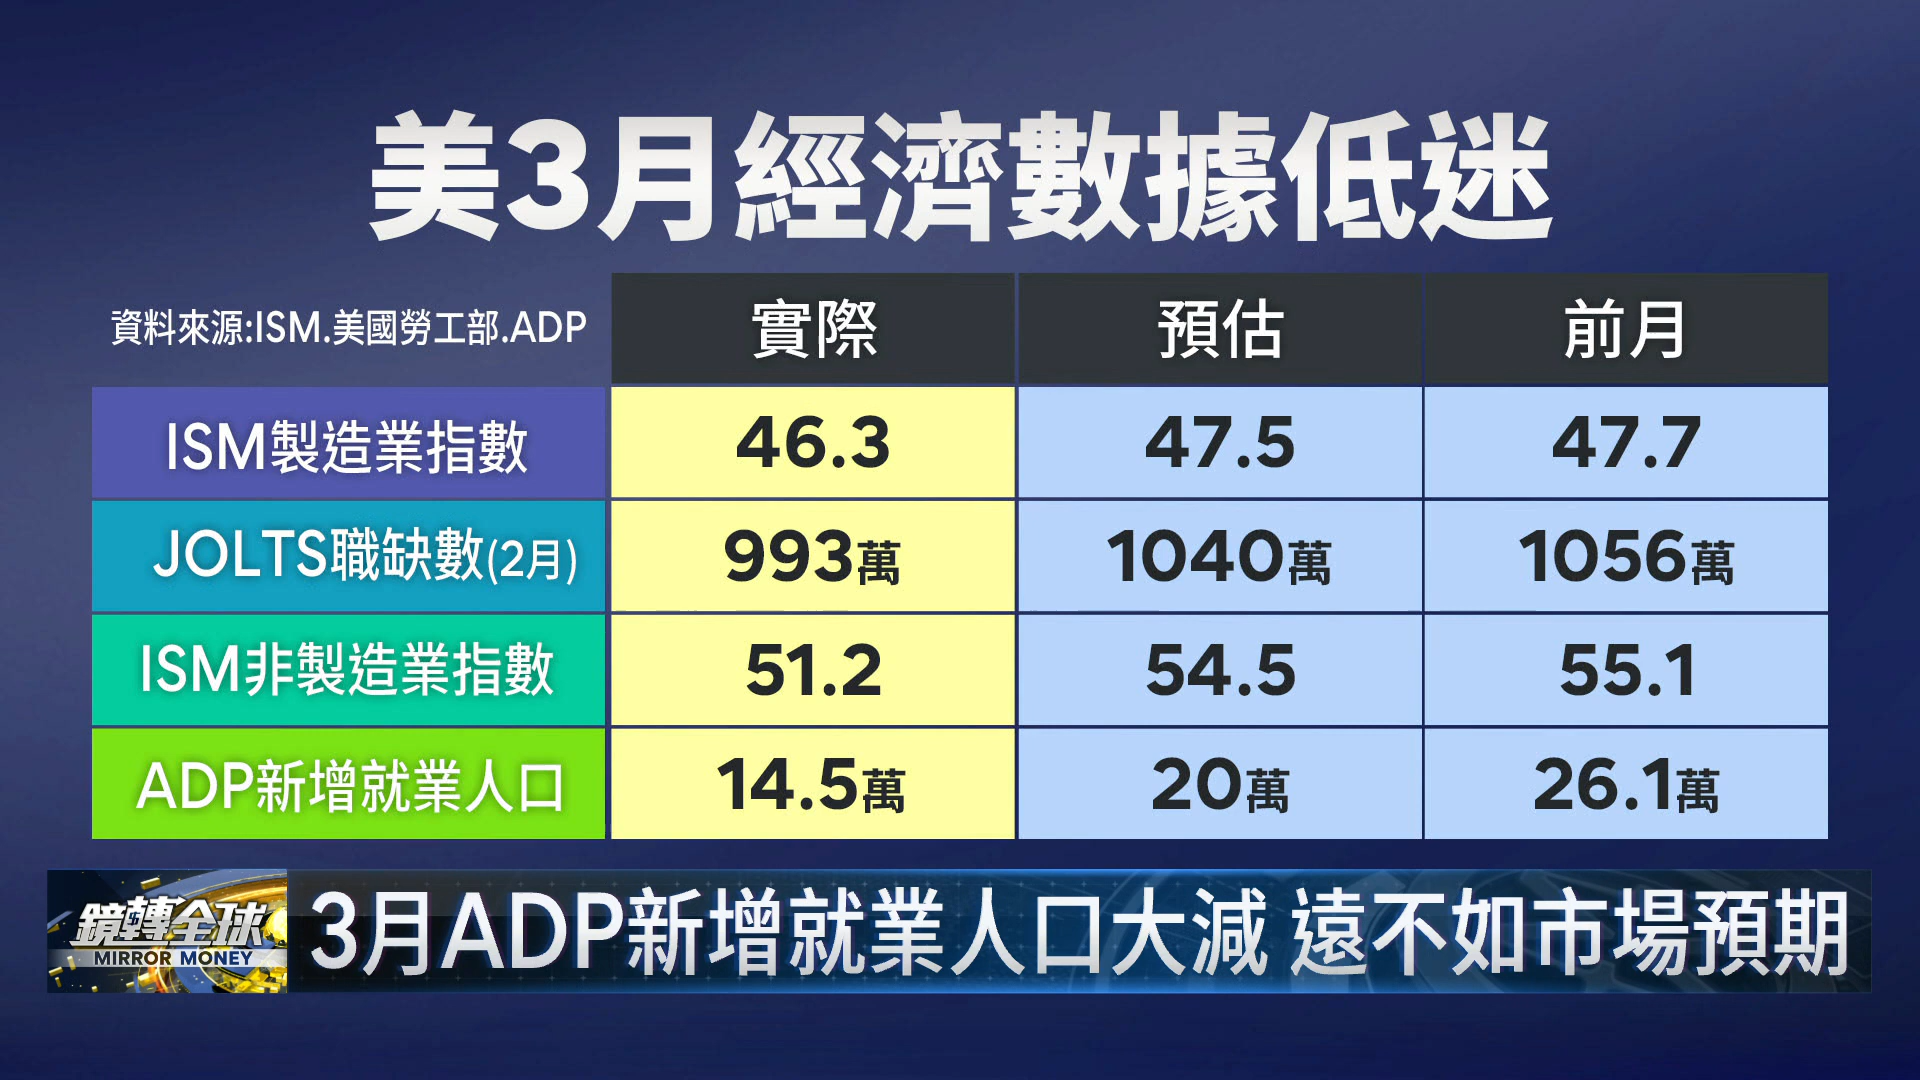 美3月經濟數據低迷
資料來源:ISM.美國勞工部.ADP
實際 預估 前月
ISM製造業指數 46.3 47.5 47.7
JOLTS職缺數(2月) 993萬 1040萬 1056萬
ISM非製造業指數 51.2 54.5 55.1
ADP新增就業人口 14.5萬 20萬 26.1萬
鏡轉全球
MIRROR MONEY
3月ADP新增就業人口大減 遠不如市場預期